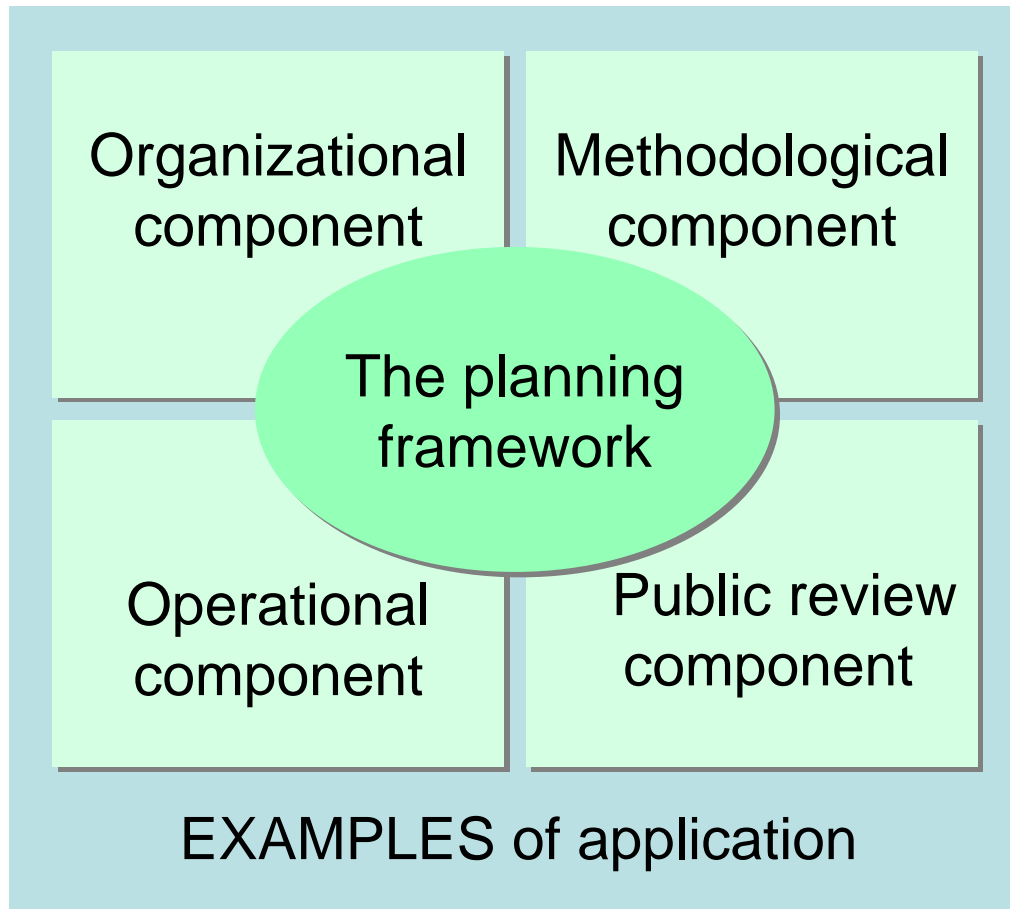 Organizational
component
Methodological
component
The planning
framework
Operational
component
Public review
component
EXAMPLES of application